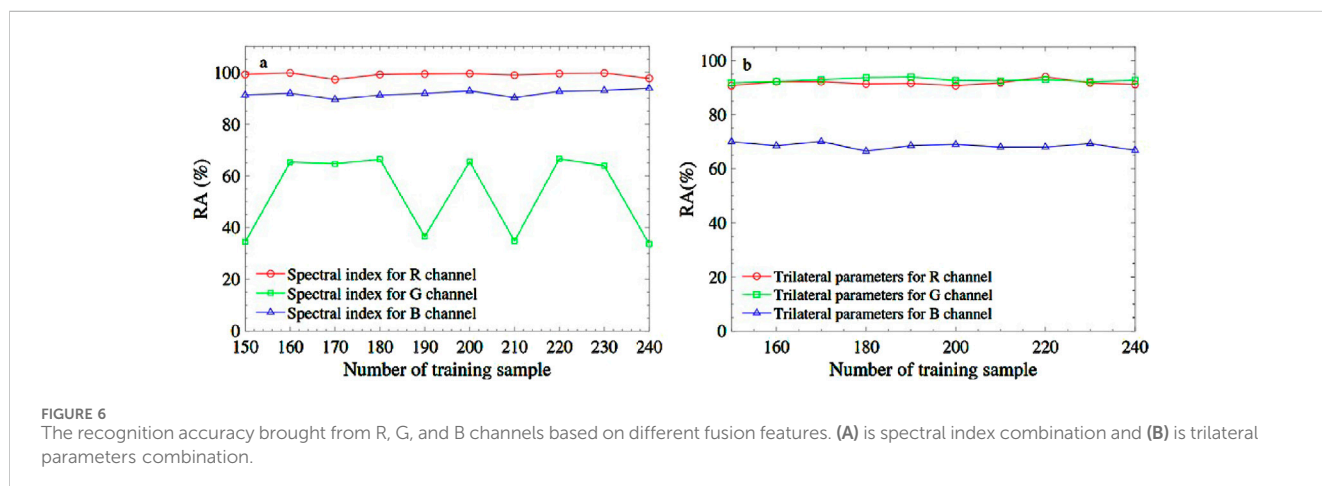 a
100
80
60
40
20
0
RA (%)
Spectral index for R channel
Spectral index for G channel
Spectral index for B channel
150 160 170 180 190 200 210 220 230 240
Number of training sample
b
100
80
60
40
20
0
RA(%)
Trilateral parameters for R channel
Trilateral parameters for G channel
Trilateral parameters for B channel
160 180 200 220 240
Number of training sample
FIGURE 6
The recognition accuracy brought from R, G, and B channels based on different fusion features. (A) is spectral index combination and (B) is trilateral
parameters combination.